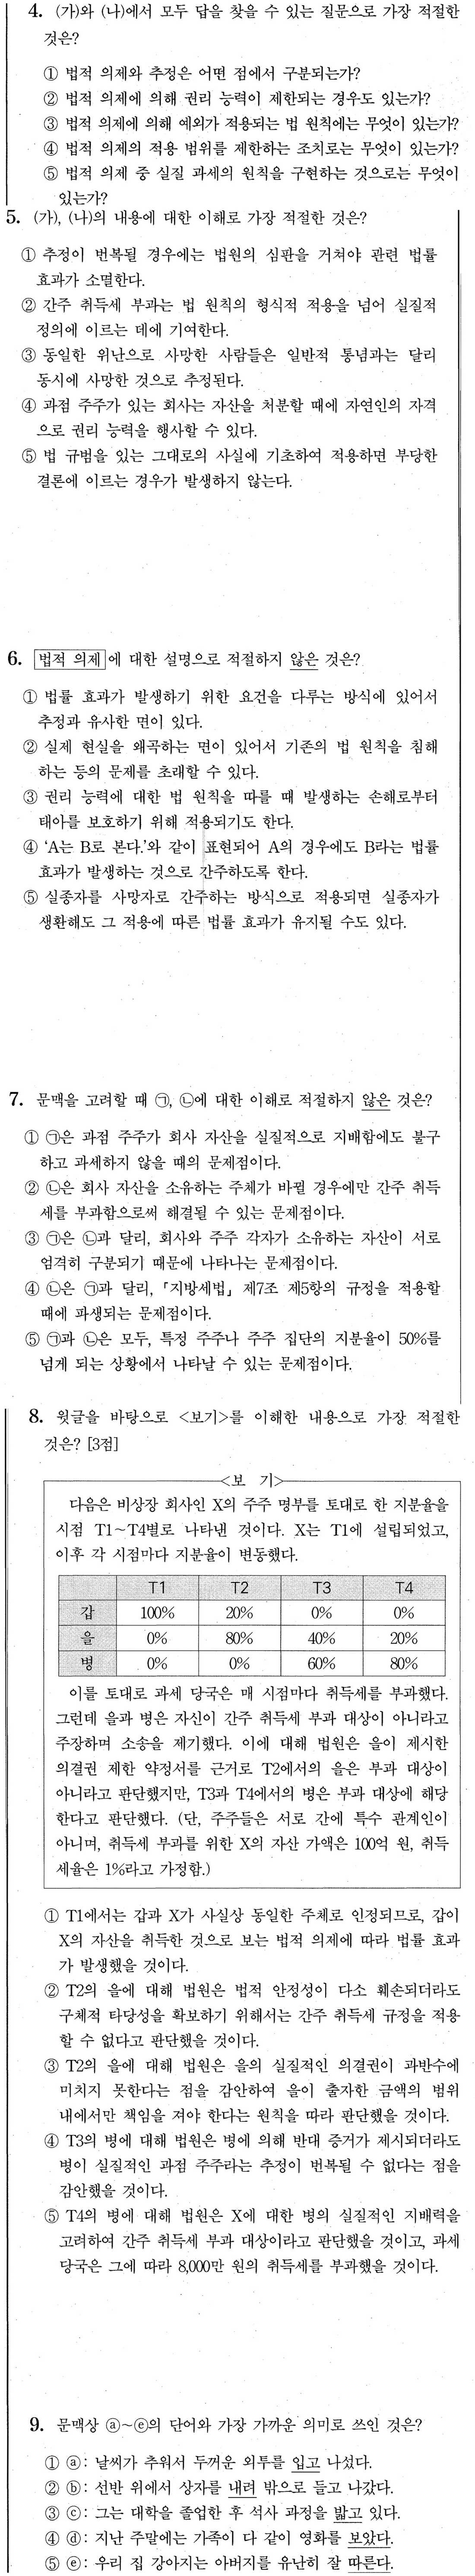 4. (가)와 (나)에서 모두 답을 찾을 수 있는 질문으로 가장 적절한
것은?
① 법적 의제와 추정은 어떤 점에서 구분되는가?
② 법적 의제에 의해 권리 능력이 제한되는 경우도 있는가?
③ 법적 의제에 의해 예외가 적용되는 법 원칙에는 무엇이 있는가?
④ 법적 의제의 적용 범위를 제한하는 조치로는 무엇이 있는가?
⑤ 법적 의제 중 실질 과세의 원칙을 구현하는 것으로는 무엇이
있는가?
5. (가), (나)의 내용에 대한 이해로 가장 적절한 것은?
① 추정이 번복될 경우에는 법원의 심판을 거쳐야 관련 법률
효과가 소멸한다.
② 간주 취득세 부과는 법 원칙의 형식적 적용을 넘어 실질적
정의에 이르는 데에 기여한다.
③ 동일한 위난으로 사망한 사람들은 일반적 통념과는 달리
동시에 사망한 것으로 추정된다.
④ 과점 주주가 있는 회사는 자산을 처분할 때에 자연인의 자격
으로 권리 능력을 행사할 수 있다.
⑤ 법 규범을 있는 그대로의 사실에 기초하여 적용하면 부당한
결론에 이르는 경우가 발생하지 않는다.
6. 법적 의제에 대한 설명으로 적절하지 않은 것은?
① 법률 효과가 발생하기 위한 요건을 다루는 방식에 있어서
추정과 유사한 면이 있다.
② 실제 현실을 왜곡하는 면이 있어서 기존의 법 원칙을 침해
하는 등의 문제를 초래할 수 있다.
③ 권리 능력에 대한 법 원칙을 따를 때 발생하는 손해로부터
태아를 보호하기 위해 적용되기도 한다.
④ ‘A는 B로 본다.’와 같이 표현되어 A의 경우에도 B라는 법률
효과가 발생하는 것으로 간주하도록 한다.
⑤ 실종자를 사망자로 간주하는 방식으로 적용되면 실종자가
생환해도 그 적용에 따른 법률 효과가 유지될 수도 있다.
7. 문맥을 고려할 때 ㉠, ㉡에 대한 이해로 적절하지 않은 것은?
① ㉠은 과점 주주가 회사 자산을 실질적으로 지배함에도 불구
하고 과세하지 않을 때의 문제점이다.
② ㉡은 회사 자산을 소유하는 주체가 바뀔 경우에만 간주 취득
세를 부과함으로써 해결될 수 있는 문제점이다.
③ ㉠은 ㉡과 달리, 회사와 주주 각자가 소유하는 자산이 서로
엄격히 구분되기 때문에 나타나는 문제점이다.
④ ㉡은 ㉠과 달리, 「지방세법」 제7조 제5항의 규정을 적용할
때에 파생되는 문제점이다.
⑤ ㉠과 ㉡은 모두, 특정 주주나 주주 집단의 지분율이 50%를
넘게 되는 상황에서 나타날 수 있는 문제점이다.
8. 윗글을 바탕으로 <보기>를 이해한 내용으로 가장 적절한
것은? [3점]
<보 기>
다음은 비상장 회사인 X의 주주 명부를 토대로 한 지분율을
시점 T1～T4별로 나타낸 것이다. X는 T1에 설립되었고,
이후 각 시점마다 지분율이 변동했다.
T1 T2 T3 T4
갑 100% 20% 0% 0%
을 0% 80% 40% 20%
병 0% 0% 60% 80%
이를 토대로 과세 당국은 매 시점마다 취득세를 부과했다.
그런데 을과 병은 자신이 간주 취득세 부과 대상이 아니라고
주장하며 소송을 제기했다. 이에 대해 법원은 을이 제시한
의결권 제한 약정서를 근거로 T2에서의 을은 부과 대상이
아니라고 판단했지만, T3과 T4에서의 병은 부과 대상에 해당
한다고 판단했다. (단, 주주들은 서로 간에 특수 관계인이
아니며, 취득세 부과를 위한 X의 자산 가액은 100억 원, 취득
세율은 1%라고 가정함.)
① T1에서는 갑과 X가 사실상 동일한 주체로 인정되므로, 갑이
X의 자산을 취득한 것으로 보는 법적 의제에 따라 법률 효과
가 발생했을 것이다.
② T2의 을에 대해 법원은 법적 안정성이 다소 훼손되더라도
구체적 타당성을 확보하기 위해서는 간주 취득세 규정을 적용
할 수 없다고 판단했을 것이다.
③ T2의 을에 대해 법원은 을의 실질적인 의결권이 과반수에
미치지 못한다는 점을 감안하여 을이 출자한 금액의 범위
내에서만 책임을 져야 한다는 원칙을 따라 판단했을 것이다.
④ T3의 병에 대해 법원은 병에 의해 반대 증거가 제시되더라도
병이 실질적인 과점 주주라는 추정이 번복될 수 없다는 점을
감안했을 것이다.
⑤ T4의 병에 대해 법원은 X에 대한 병의 실질적인 지배력을
고려하여 간주 취득세 부과 대상이라고 판단했을 것이고, 과세
당국은 그에 따라 8,000만 원의 취득세를 부과했을 것이다.
9. 문맥상 ⓐ～ⓔ의 단어와 가장 가까운 의미로 쓰인 것은?
① ⓐ: 날씨가 추워서 두꺼운 외투를 입고 나섰다.
② ⓑ: 선반 위에서 상자를 내려 밖으로 들고 나갔다.
③ ⓒ: 그는 대학을 졸업한 후 석사 과정을 밟고 있다.
④ ⓓ: 지난 주말에는 가족이 다 같이 영화를 보았다.
⑤ ⓔ: 우리 집 강아지는 아버지를 유난히 잘 따른다.